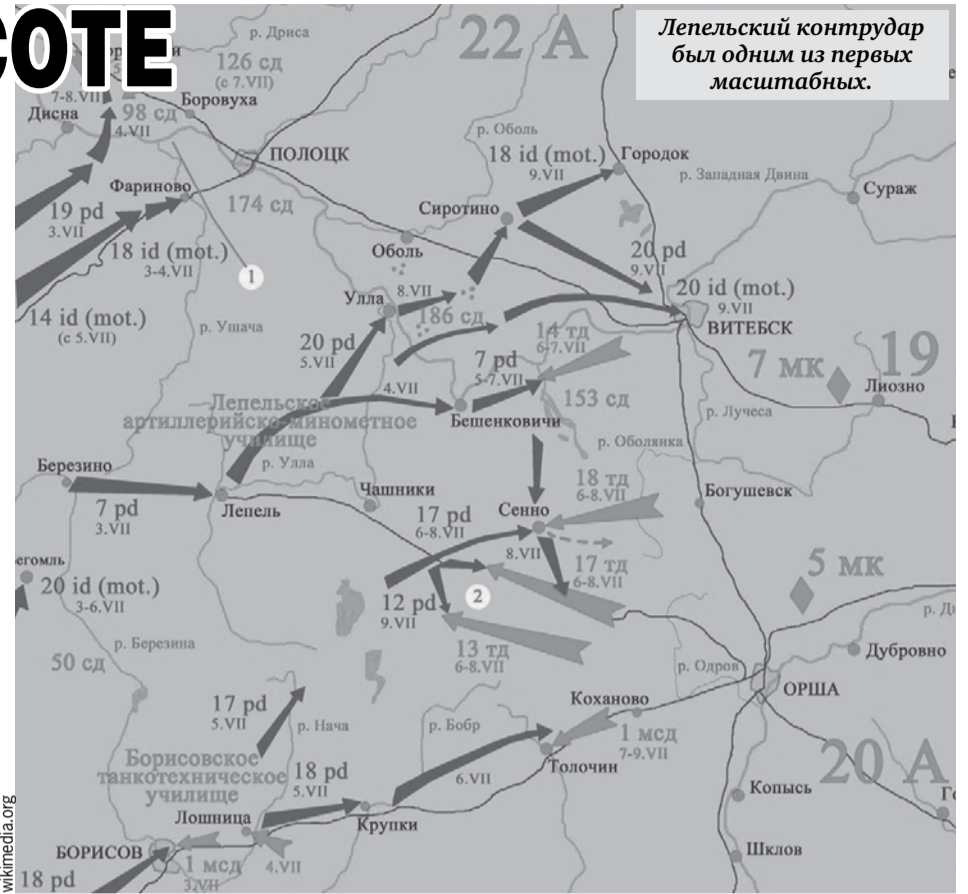 СОТЕ
Лепельский контрудар
был одним из первых
масштабных.
р. Дриса
22 А
126 сд
(с 7.VII)
7-8.VII
Боровуха
Дисна
98 сд
4.VII
р. Оболь
ПОЛОЦК
18 id (mot.)
9.VII
Городок
р. Западная Двина
Сураж
Фариново
19 pd
3.VII
174 сд
Сиротино
18 id (mot.)
3-4.VII
1
Оболь
20 pd
9.VII
14 id (mot.)
(с 5.VII)
р. Ушача
Улла
8.VII
186 сд
20 id (mot.)
9.VII
ВИТЕБСК
20 pd
5.VII
14 тд
6-7.VII
7 pd
5-7.VII
7 мк
19
Лиозно
4.VII
153 сд
Лепельское
артиллерийско-минометное
училище
Бешенковичи
р. Лучеса
р. Оболянка
р. Улла
Березино
7 pd
3.VII
Лепель
Чашники
18 тд
6-8.VII
Богушевск
17 pd
6-8.VII
Сенно
8.VII
17 тд
6-8.VII
5 мк
егомль
20 id (mot.)
3-6.VII
12 pd
9.VII
2
р. Березина
13 тд
6-8.VII
50 сд
р. Одров
Дубровно
ОРША
17 pd
5.VII
р. Нача
р. Бобр
Коханово
1 мсд
7-9.VII
20 А
Борисовское
танкотехническое
училище
18 pd
5.VII
6.VII
Толочин
Копысь
Лошница
Крупки
БОРИСОВ
1 мсд
3.VII
4.VII
Шклов
18 pd
wikimedia.org